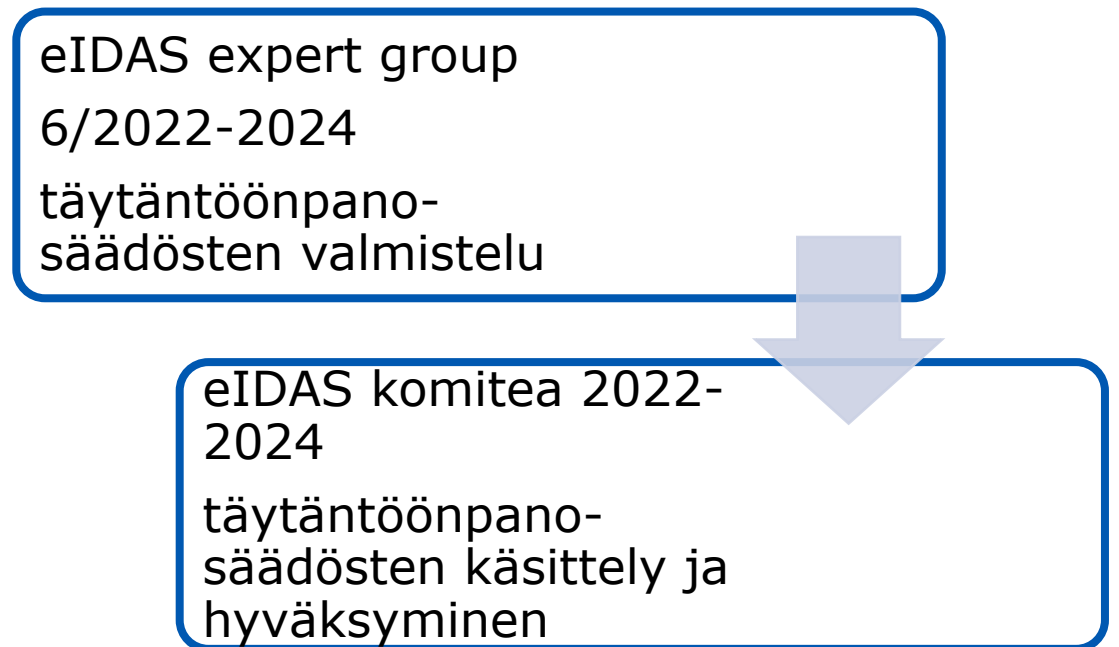 eIDAS expert group
6/2022-2024
täytäntöönpano-
säädösten valmistelu
eIDAS komitea 2022-
2024
täytäntöönpano-
säädösten käsittely ja
hyväksyminen